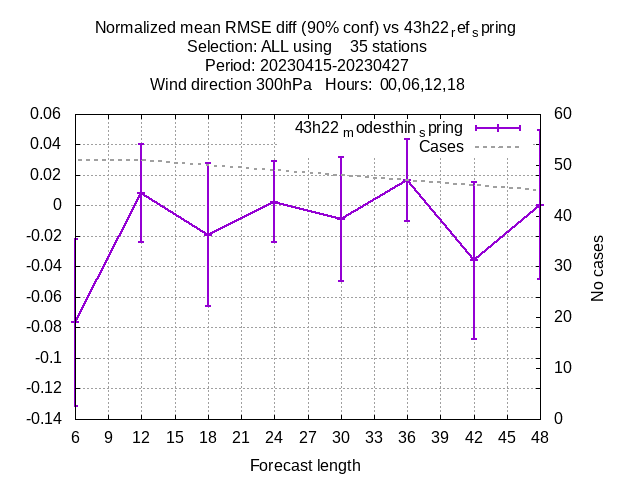 Normalized mean RMSE diff (90% conf) vs 43h22ref spring
Selection: ALL using 35 stations
Period: 20230415-20230427
Wind direction 300hPa Hours: 00,06,12,18
43h22modesthinspring
Cases
0.06
0.04
0.02
0
-0.02
-0.04
-0.06
-0.08
-0.1
-0.12
-0.14
60
50
40
30
20
10
0
No cases
6 9 12 15 18 21 24 27 30 33 36 39 42 45 48
Forecast length